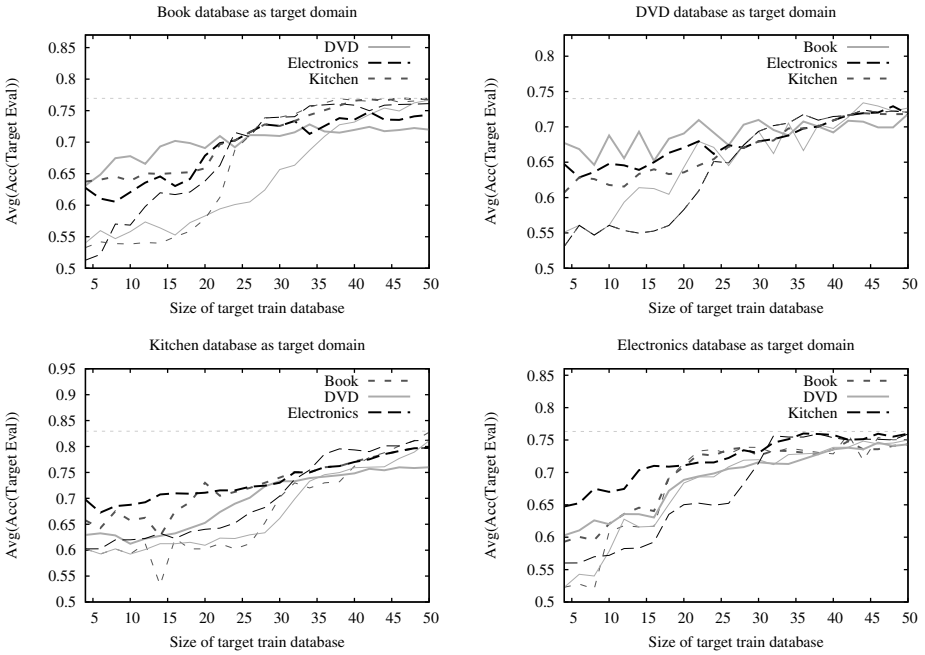 Book database as target domain
Avg(Acc(Target Eval))
0.85
0.8
0.75
0.7
0.65
0.6
0.55
0.5
DVD
Electronics
Kitchen
5 10 15 20 25 30 35 40 45 50
Size of target train database
DVD database as target domain
Avg(Acc(Target Eval))
0.8
0.75
0.7
0.65
0.6
0.55
0.5
Book
Electronics
Kitchen
5 10 15 20 25 30 35 40 45 50
Size of target train database
Kitchen database as target domain
Avg(Acc(Target Eval))
0.95
0.9
0.85
0.8
0.75
0.7
0.65
0.6
0.55
0.5
Book
DVD
Electronics
5 10 15 20 25 30 35 40 45 50
Size of target train database
Electronics database as target domain
Avg(Acc(Target Eval))
0.85
0.8
0.75
0.7
0.65
0.6
0.55
0.5
Book
DVD
Kitchen
5 10 15 20 25 30 35 40 45 50
Size of target train database